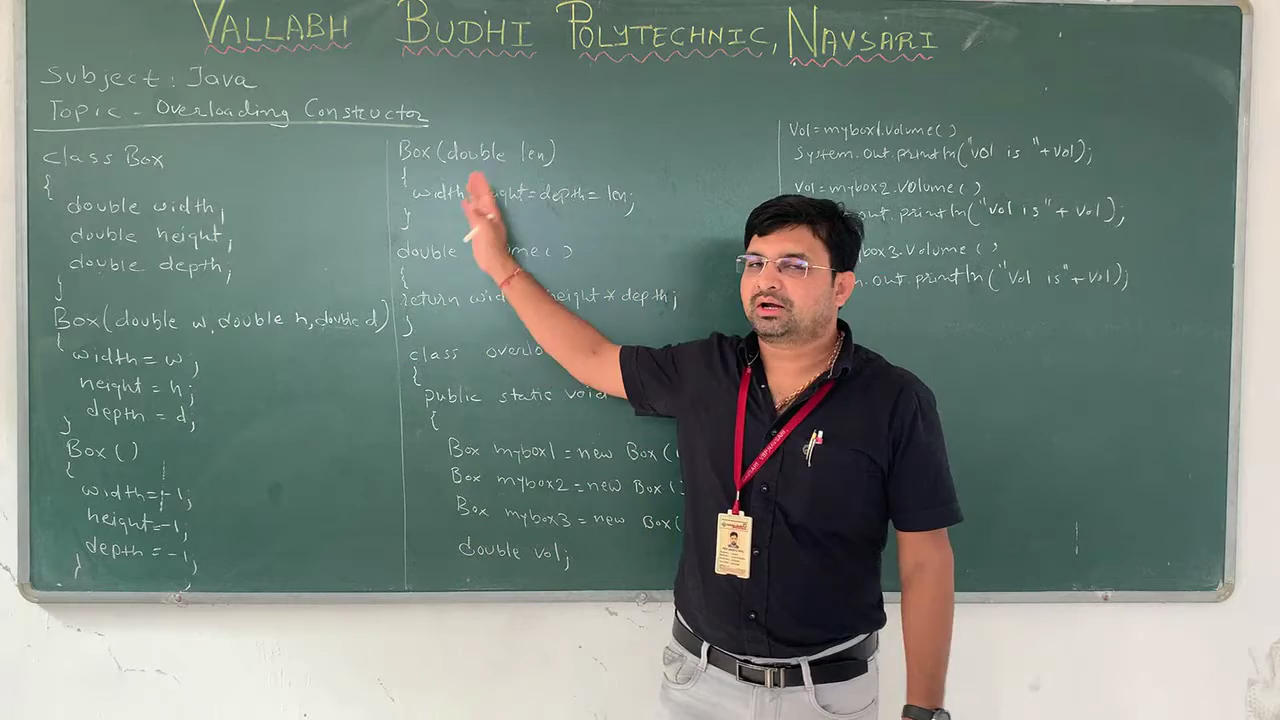 VALLABH BUDHI POLYTECHNIC, NAVSARI
Subject: Java
Topic - Overloading Constructor
class Box
{
double width;
double height;
double depth;
}
Box(double w, double h, double d)
{
width = w;
height = h;
depth = d;
}
Box()
{
width=-1;
height=-1;
depth = -1;
}
Box(double len)
{
width height=depth= len;
}
double ()
{
return height * depth;
}
class
{
public static void
{
Box mybox1 = new Box(
Box mybox2 = new Box(
Box mybox3 = new Box(
double vol;
Vol=mybox1.volume()
System.out.println("Vol is "+vol);
Vol=mybox2.volume()
out.println("Vol is"+ Vol);
ybox3.volume()
.out.println("Vol is"+Vol);